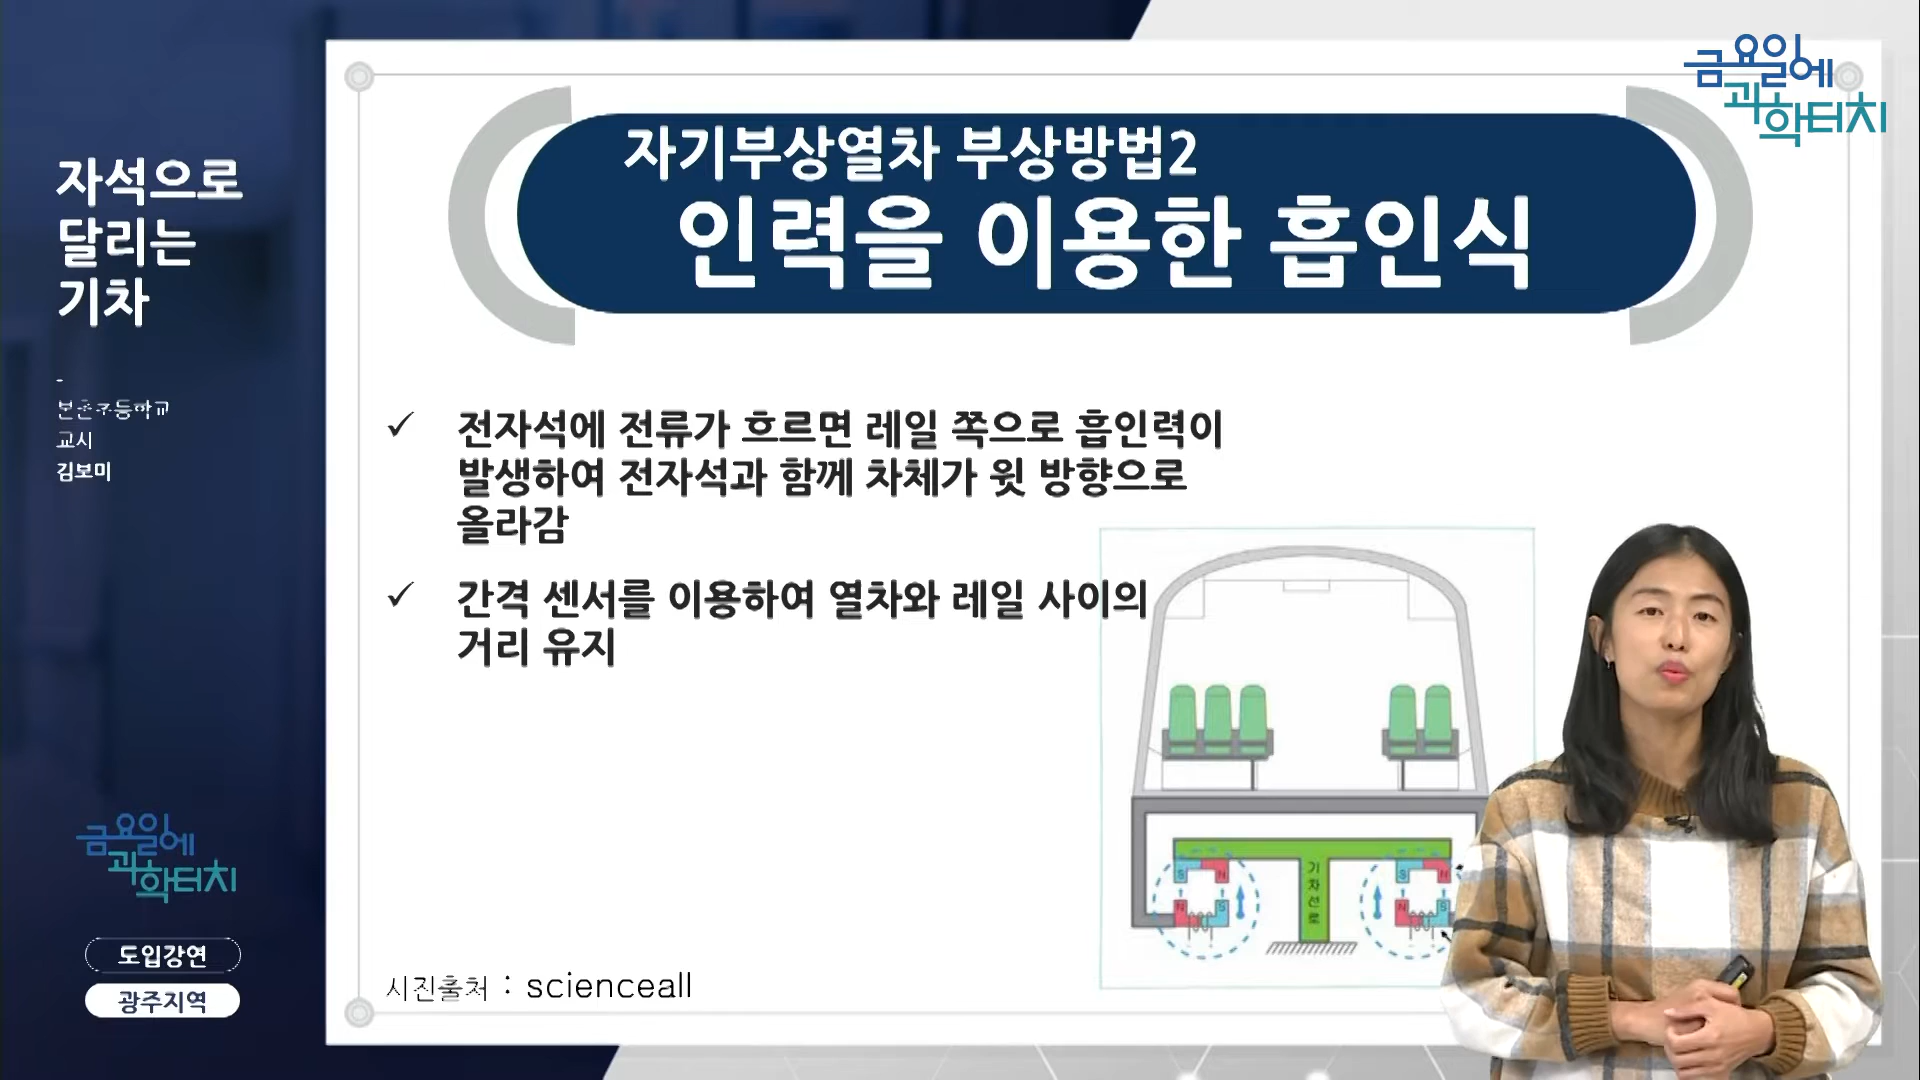 금요일에
과학터치
자석으로
달리는
기차
-
교사
김보미
자기부상열차 부상방법2
인력을 이용한 흡인식
✓ 전자석에 전류가 흐르면 레일 쪽으로 흡인력이
발생하여 전자석과 함께 차체가 윗 방향으로
올라감
✓ 간격 센서를 이용하여 열차와 레일 사이의
거리 유지
S N
N S
기차선로
S N
N S
사진출처 : scienceall
금요일에
과학터치
도입강연
광주지역